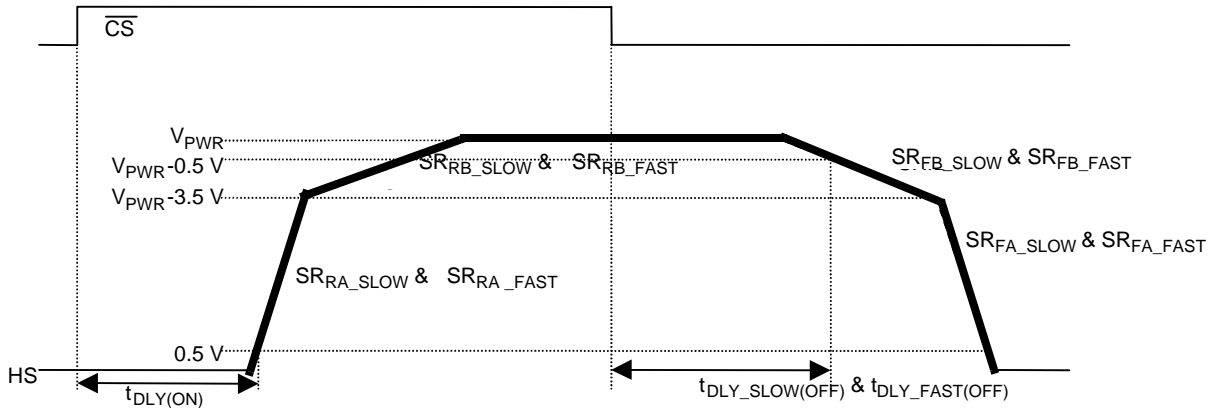 CS
VPWR
VPWR-0.5 V
SRRB_SLOW & SRRB_FAST
SRFB_SLOW & SRFB_FAST
VPWR-3.5 V
SRFA_SLOW & SRFA_FAST
SRRA_SLOW & SRRA _FAST
0.5 V
HS
tDLY(ON)
tDLY_SLOW(OFF) & tDLY_FAST(OFF)